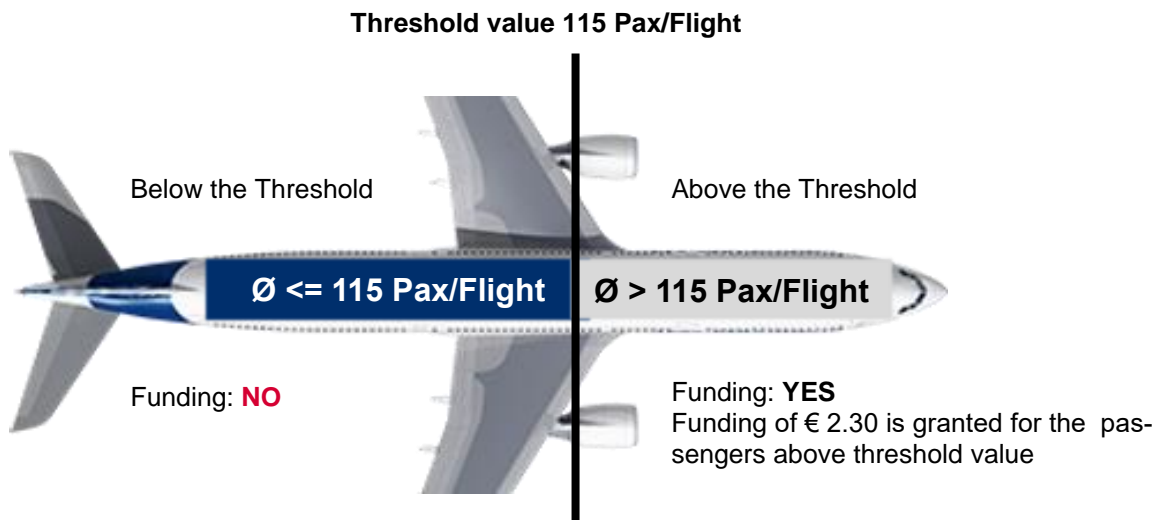 Threshold value 115 Pax/Flight
Below the Threshold
Above the Threshold
Ø <= 115 Pax/Flight
Ø > 115 Pax/Flight
Funding: NO
Funding: YES
Funding of € 2.30 is granted for the pas-
sengers above threshold value